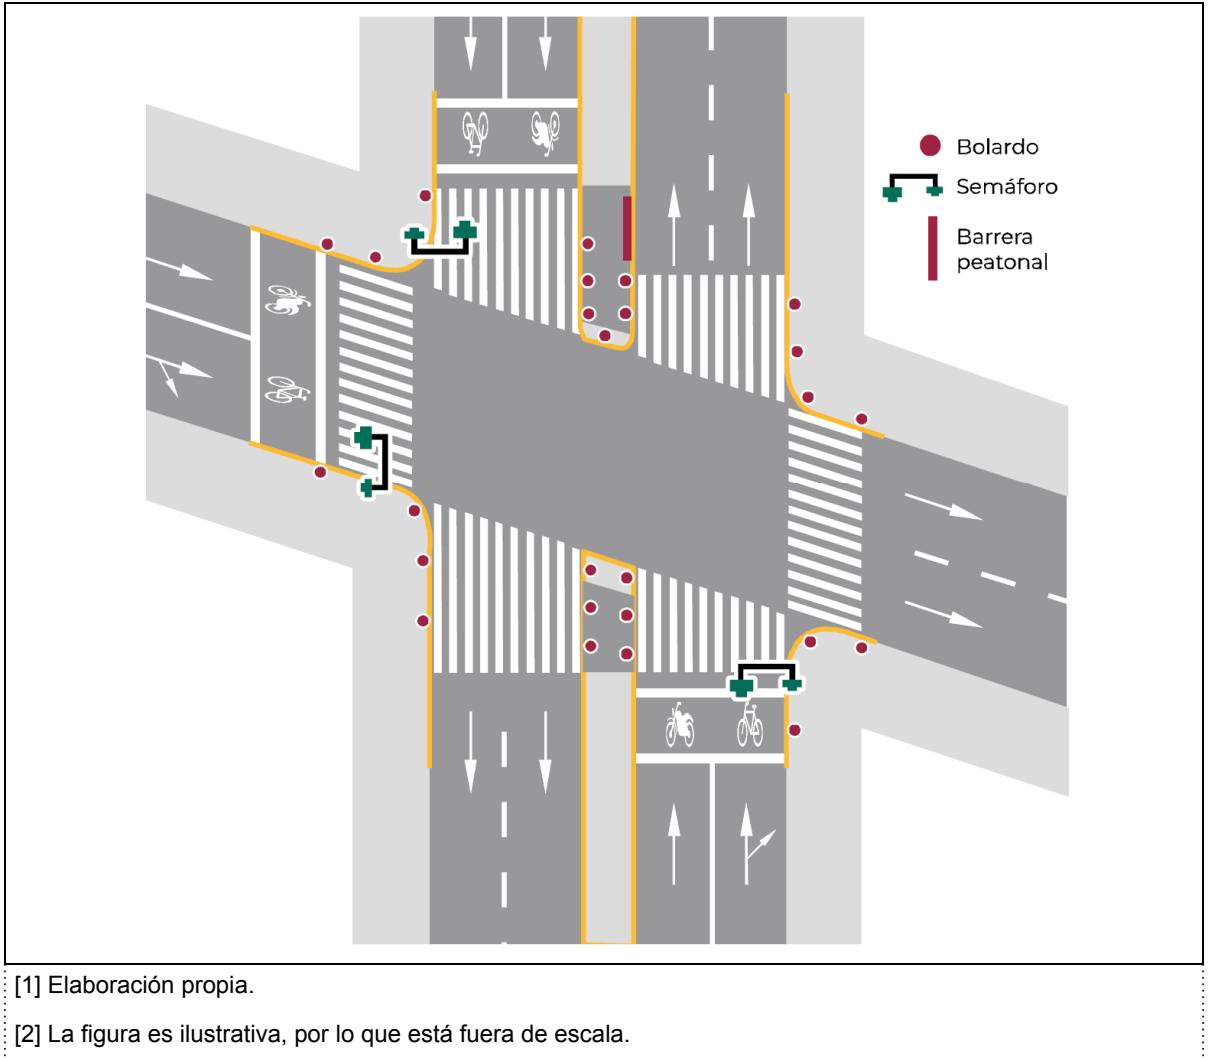 Bolardo
Semáforo
Barrera
peatonal
[1] Elaboración propia.
[2] La figura es ilustrativa, por lo que está fuera de escala.